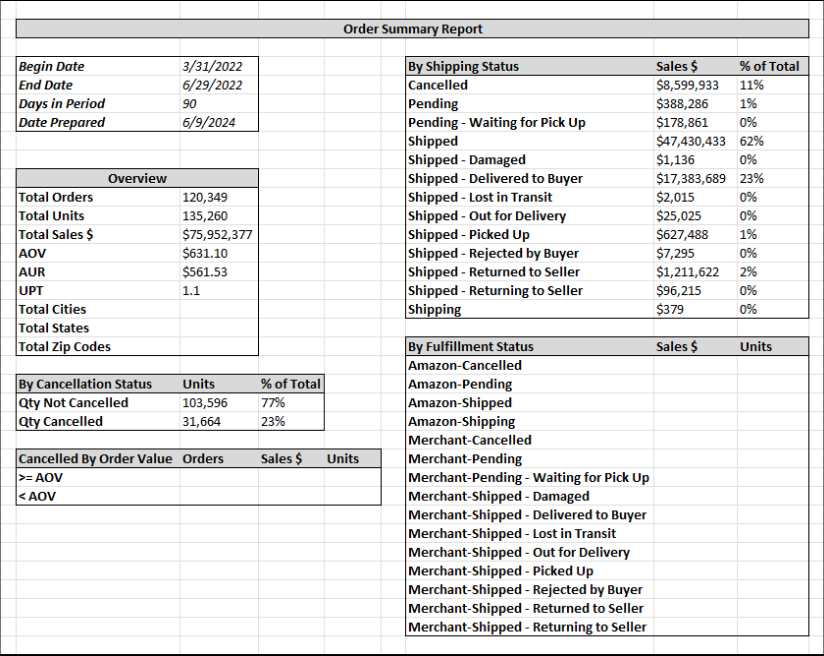 Order Summary Report
Begin Date 3/31/2022
End Date 6/29/2022
Days in Period 90
Date Prepared 6/9/2024
Overview
Total Orders 120,349
Total Units 135,260
Total Sales $ $75,952,377
AOV $631.10
AUR $561.53
UPT 1.1
Total Cities
Total States
Total Zip Codes
By Cancellation Status Units % of Total
Qty Not Cancelled 103,596 77%
Qty Cancelled 31,664 23%
Cancelled By Order Value Orders Sales $ Units
>= AOV
< AOV
By Shipping Status Sales $ % of Total
Cancelled $8,599,933 11%
Pending $388,286 1%
Pending - Waiting for Pick Up $178,861 0%
Shipped $47,430,433 62%
Shipped - Damaged $1,136 0%
Shipped - Delivered to Buyer $17,383,689 23%
Shipped - Lost in Transit $2,015 0%
Shipped - Out for Delivery $25,025 0%
Shipped - Picked Up $627,488 1%
Shipped - Rejected by Buyer $7,295 0%
Shipped - Returned to Seller $1,211,622 2%
Shipped - Returning to Seller $96,215 0%
Shipping $379 0%
By Fulfillment Status Sales $ Units
Amazon-Cancelled
Amazon-Pending
Amazon-Shipped
Amazon-Shipping
Merchant-Cancelled
Merchant-Pending
Merchant-Pending - Waiting for Pick Up
Merchant-Shipped - Damaged
Merchant-Shipped - Delivered to Buyer
Merchant-Shipped - Lost in Transit
Merchant-Shipped - Out for Delivery
Merchant-Shipped - Picked Up
Merchant-Shipped - Rejected by Buyer
Merchant-Shipped - Returned to Seller
Merchant-Shipped - Returning to Seller